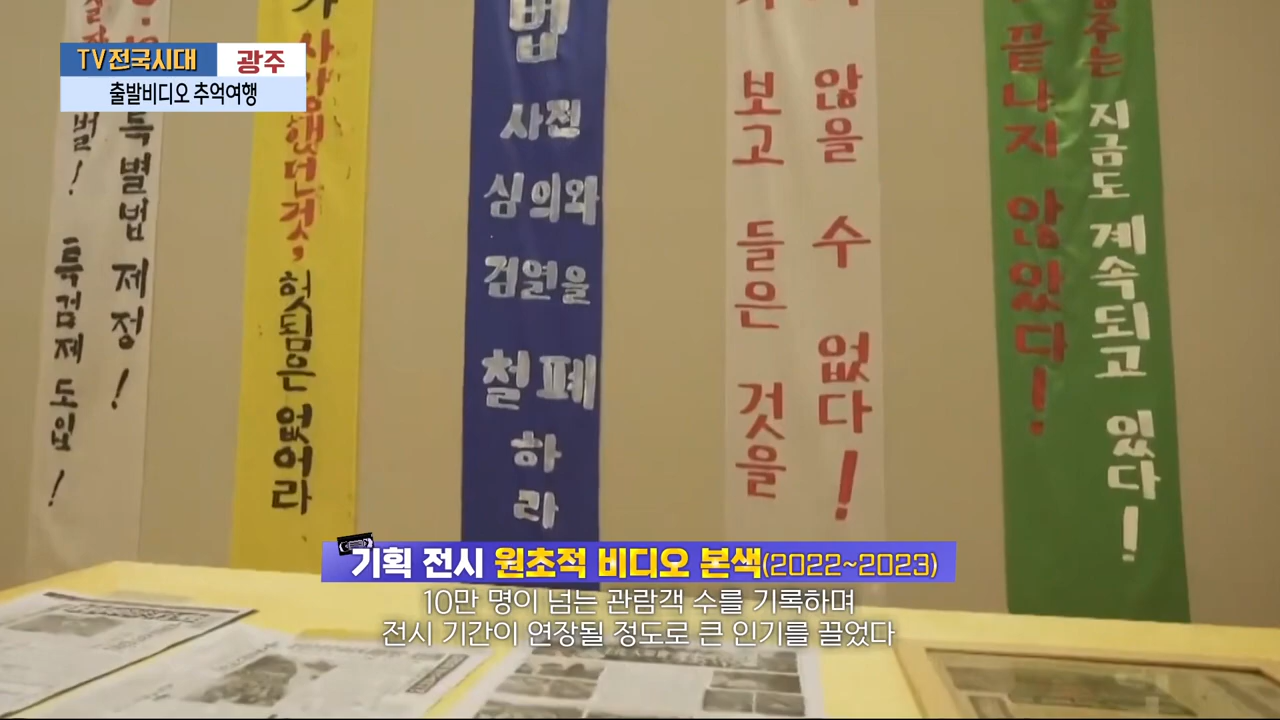 TV전국시대 광주
출발비디오 추억여행
벌!
특검제 도입!
특별법 제정!
사랑했던것,
헛됨은 없어라
법
사전
심의와
검열을
철폐
하
라
보고 들은 것을
않을 수 없다!
끝나지 않았다!
광주는 지금도 계속되고 있다!
기획 전시 원초적 비디오 본색(2022~2023)
10만 명이 넘는 관람객 수를 기록하며
전시 기간이 연장될 정도로 큰 인기를 끌었다